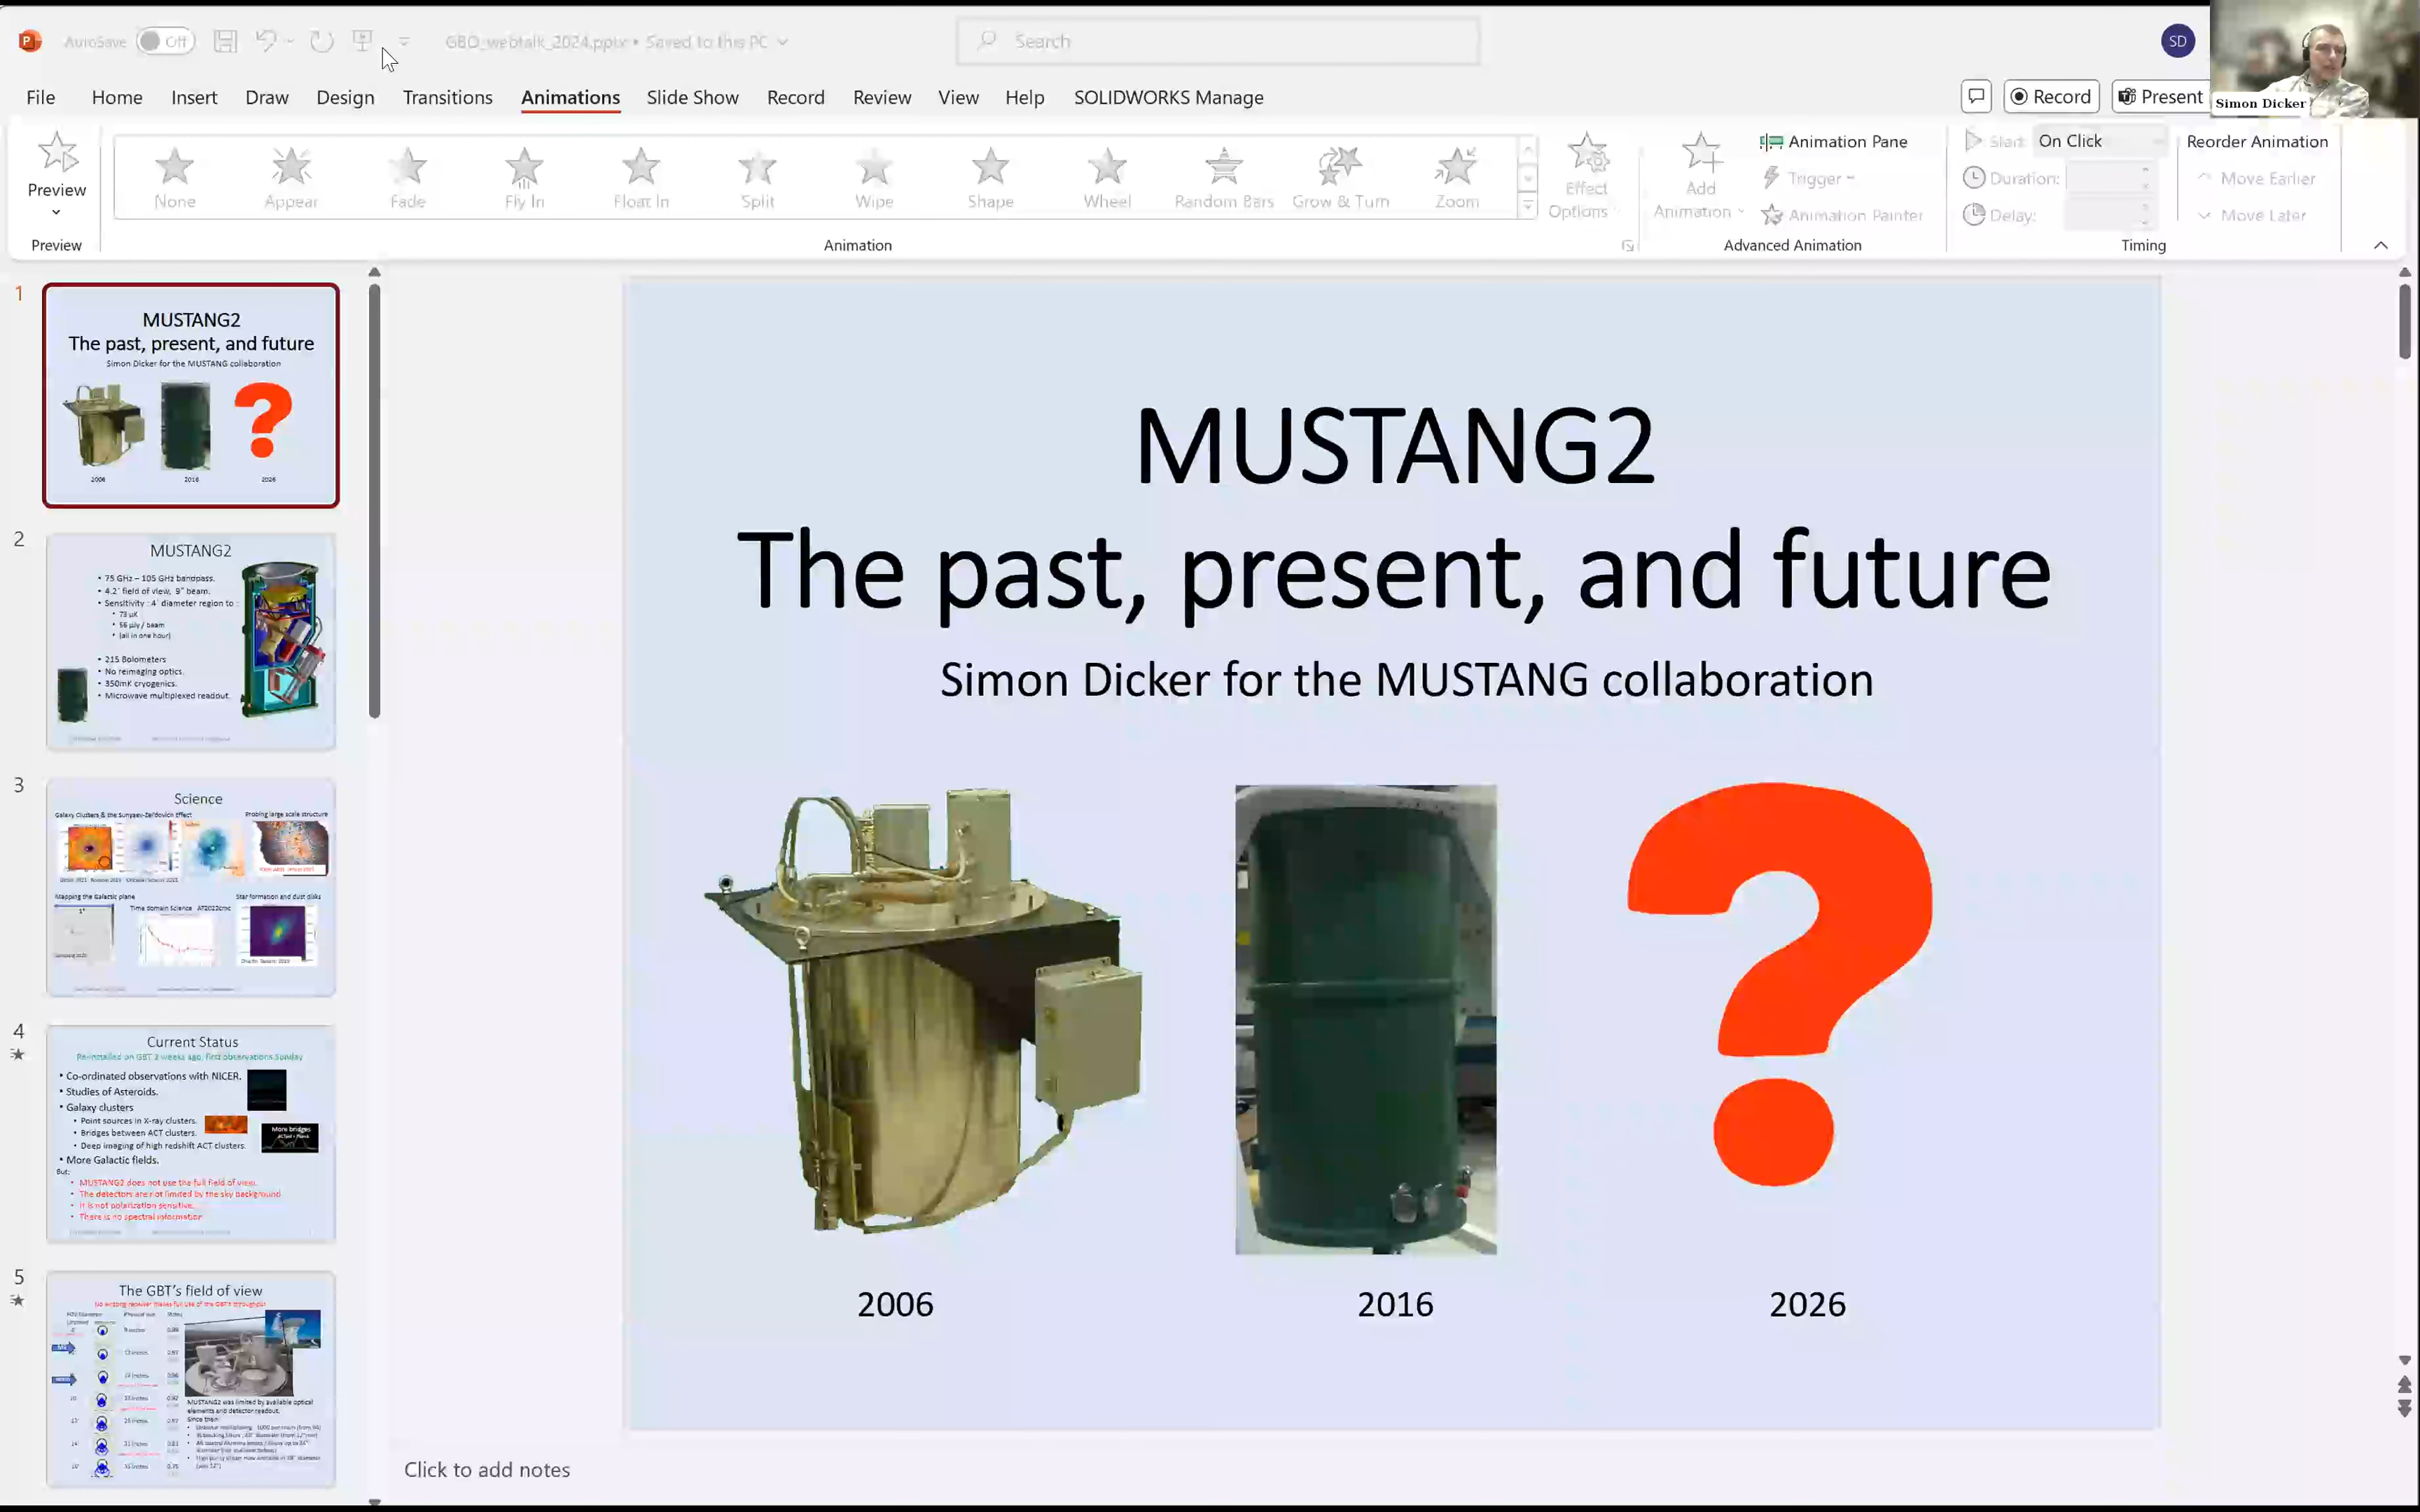 AutoSave Off GBO_webtalk_2024.pptx • Saved to this PC Search SD
File Home Insert Draw Design Transitions Animations Slide Show Record Review View Help SOLIDWORKS Manage Record Present
Simon Dicker
Preview
None Appear Fade Fly In Float In Split Wipe Shape Wheel Random Bars Grow & Turn Zoom
Effect Options
Add Animation
Animation Pane
Trigger
Animation Painter
Start: On Click
Duration:
Delay:
Reorder Animation
Move Earlier
Move Later
Preview Animation Advanced Animation Timing
1
MUSTANG2
The past, present, and future
Simon Dicker for the MUSTANG collaboration
?
2006 2016 2026
2
MUSTANG2
• 75 GHz – 105 GHz bandpass.
• 4.2' field of view, 9" beam.
• Sensitivity : 4' diameter region to :
• 73 uK
• 56 µJy / beam
• (all in one hour)
• 215 Bolometers
• No reimaging optics.
• 350mK cryogenics.
• Microwave multiplexed readout.
3
Science
Galaxy Clusters & the Sunyaev-Zel'dovich Effect
Probing large scale structure
Mapping the Galactic plane
Time domain Science AT2022cmc
Star formation and dust disks
4
Current Status
Re-installed on GBT 2 weeks ago, first observations Sunday
• Co-ordinated observations with NICER.
• Studies of Asteroids.
• Galaxy clusters
• Point sources in X-ray clusters.
• Bridges between ACT clusters.
• Deep imaging of high redshift ACT clusters.
More bridges
• More Galactic fields.
But:
• MUSTANG2 does not use the full field of view.
• The detectors are not limited by the sky background
• It is not polarization sensitive.
• There is no spectral information
5
The GBT's field of view
No existing receiver makes full use of the GBT's throughput
MUSTANG2 was limited by available optical
elements and detector readout.
Since then:
MUSTANG2
The past, present, and future
Simon Dicker for the MUSTANG collaboration
?
2006 2016 2026
Click to add notes